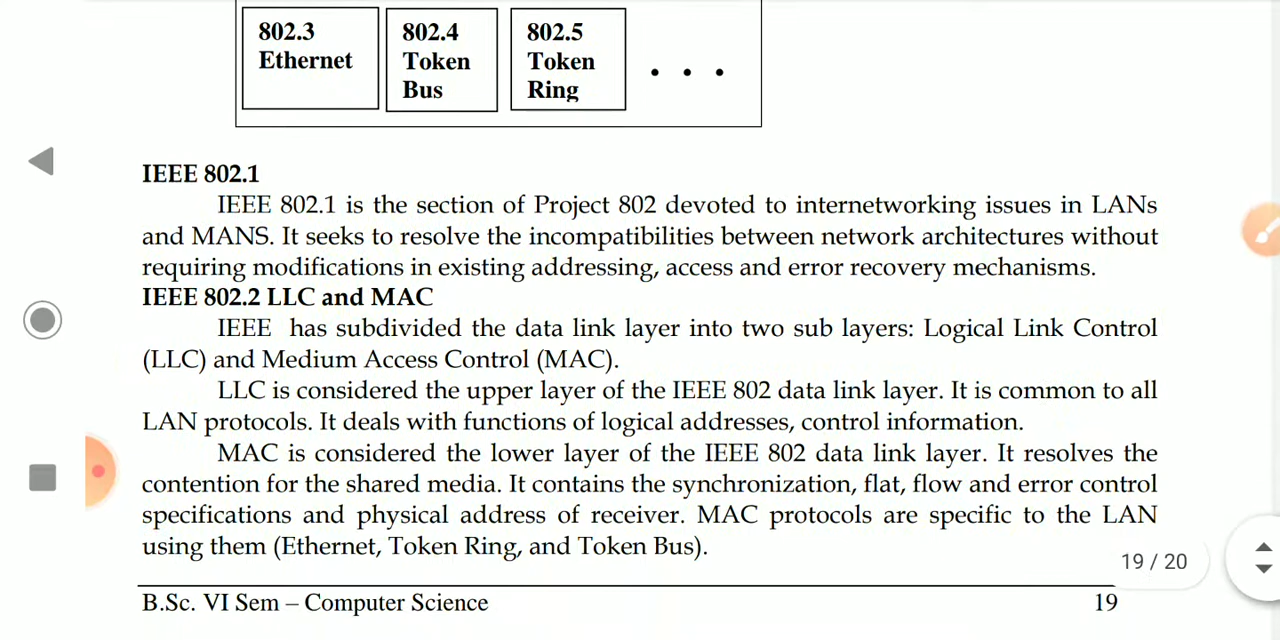 802.3
Ethernet
802.4
Token
Bus
802.5
Token
Ring
. . .
IEEE 802.1
IEEE 802.1 is the section of Project 802 devoted to internetworking issues in LANs
and MANS. It seeks to resolve the incompatibilities between network architectures without
requiring modifications in existing addressing, access and error recovery mechanisms.
IEEE 802.2 LLC and MAC
IEEE has subdivided the data link layer into two sub layers: Logical Link Control
(LLC) and Medium Access Control (MAC).
LLC is considered the upper layer of the IEEE 802 data link layer. It is common to all
LAN protocols. It deals with functions of logical addresses, control information.
MAC is considered the lower layer of the IEEE 802 data link layer. It resolves the
contention for the shared media. It contains the synchronization, flat, flow and error control
specifications and physical address of receiver. MAC protocols are specific to the LAN
using them (Ethernet, Token Ring, and Token Bus).
19 / 20
B.Sc. VI Sem – Computer Science
19